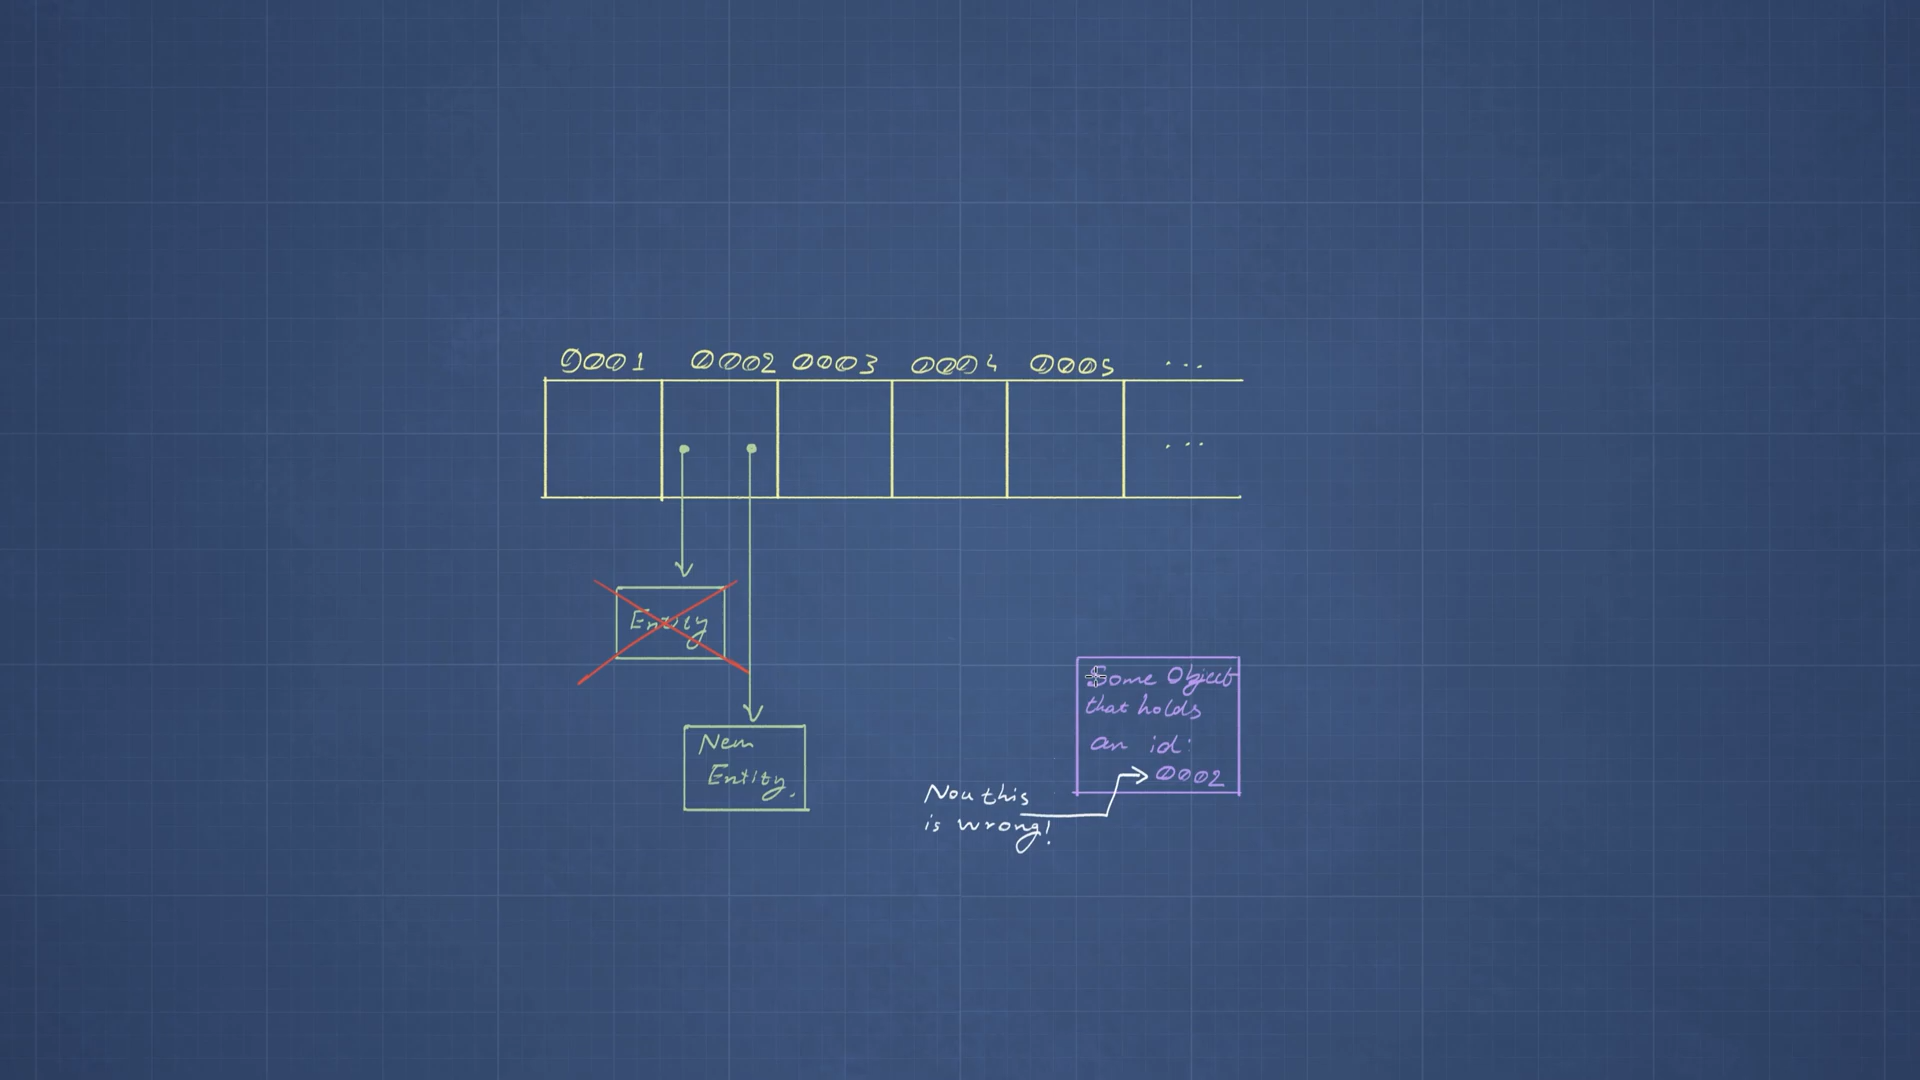 0001 0002 0003 0004 0005 ...
...
Entity
New
Entity.
Some Object
that holds
an id:
0002
Now this
is wrong!